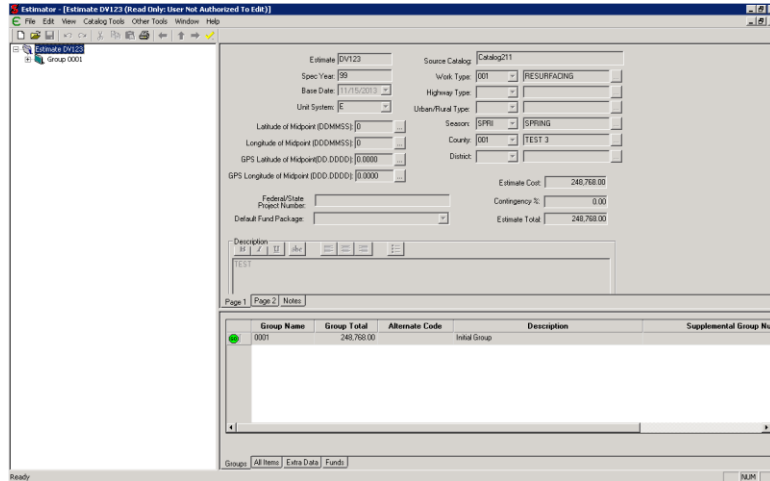 Estimator - [Estimate DV123 (Read Only: User Not Authorized To Edit)]
File Edit View Catalog Tools Other Tools Window Help
Estimate DV123
Group 0001
Estimate DV123 Source Catalog: Catalog211
Spec Year: 99 Work Type: 001 RESURFACING
Base Date: 11/15/2013 Highway Type:
Unit System: E Urban/Rural Type:
Latitude of Midpoint (DDMMSS): 0 Season: SPRI SPRING
Longitude of Midpoint (DDDMMSS): 0 County: 001 TEST 3
GPS Latitude of Midpoint(DD.DDDD): 0.0000 District:
GPS Longitude of Midpoint (DDD.DDDD): 0.0000 Estimate Cost: 248,768.00
Federal/State
Project Number: Contingency %: 0.00
Default Fund Package: Estimate Total: 248,768.00
Description
B I U abc
TEST
Page 1 Page 2 Notes
Group Name Group Total Alternate Code Description Supplemental Group Nu
0001 248,768.00 Initial Group
Groups All Items Extra Data Funds
Ready NUM